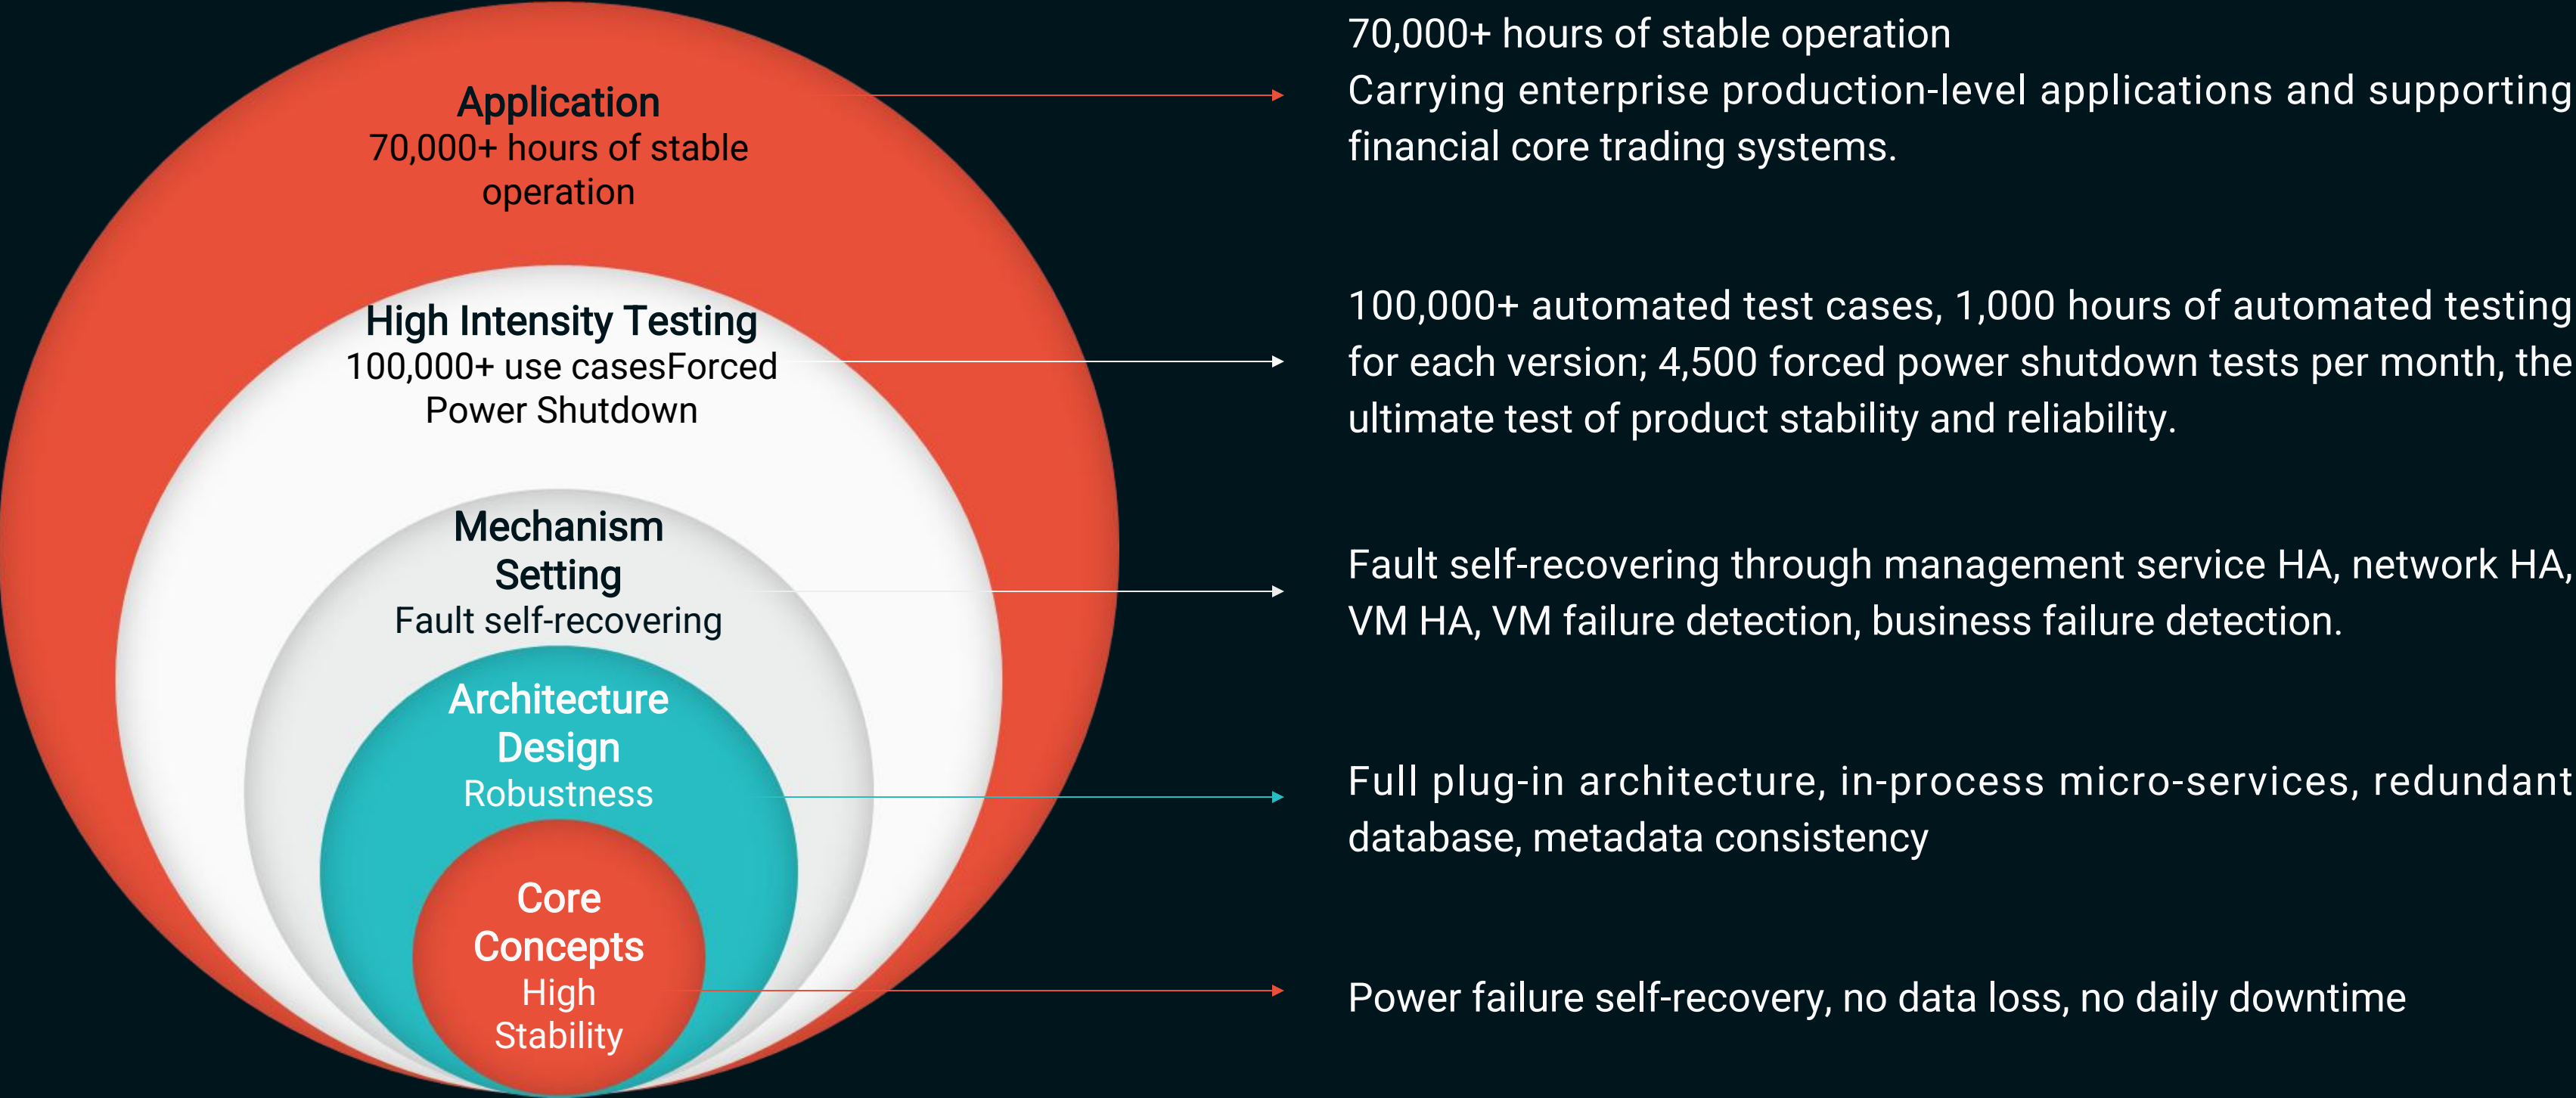 Application
70,000+ hours of stable
operation
High Intensity Testing
100,000+ use casesForced
Power Shutdown
Mechanism
Setting
Fault self-recovering
Architecture
Design
Robustness
Core
Concepts
High
Stability
70,000+ hours of stable operation
Carrying enterprise production-level applications and supporting
financial core trading systems.
100,000+ automated test cases, 1,000 hours of automated testing
for each version; 4,500 forced power shutdown tests per month, the
ultimate test of product stability and reliability.
Fault self-recovering through management service HA, network HA,
VM HA, VM failure detection, business failure detection.
Full plug-in architecture, in-process micro-services, redundant
database, metadata consistency
Power failure self-recovery, no data loss, no daily downtime